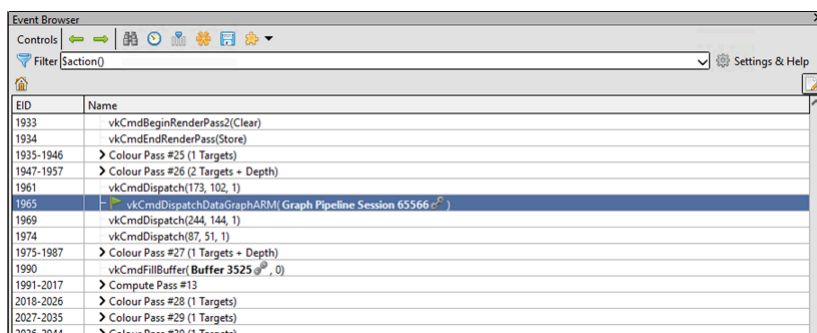 Event Browser
Controls
Filter $action() Settings & Help
EID Name
1933 vkCmdBeginRenderPass2(Clear)
1934 vkCmdEndRenderPass(Store)
1935-1946 Colour Pass #25 (1 Targets)
1947-1957 Colour Pass #26 (2 Targets + Depth)
1961 vkCmdDispatch(173, 102, 1)
1965 vkCmdDispatchDataGraphARM( Graph Pipeline Session 65566 )
1969 vkCmdDispatch(244, 144, 1)
1974 vkCmdDispatch(87, 51, 1)
1975-1987 Colour Pass #27 (1 Targets + Depth)
1990 vkCmdFillBuffer( Buffer 3525 , 0)
1991-2017 Compute Pass #13
2018-2026 Colour Pass #28 (1 Targets)
2027-2035 Colour Pass #29 (1 Targets)